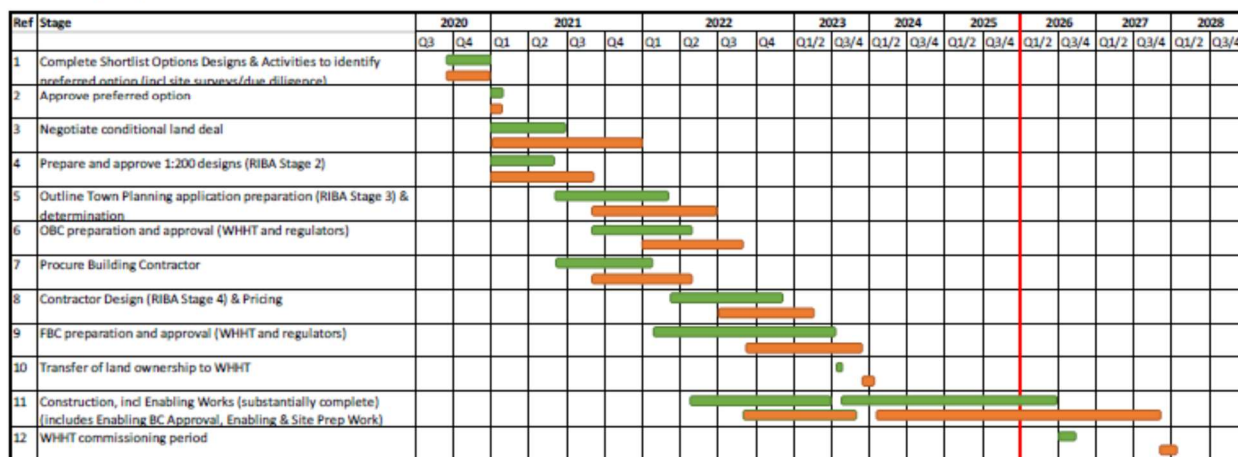 Ref Stage 2020 2021 2022 2023 2024 2025 2026 2027 2028
Q3 Q4 Q1 Q2 Q3 Q4 Q1 Q2 Q3 Q4 Q1/2 Q3/4 Q1/2 Q3/4 Q1/2 Q3/4 Q1/2 Q3/4 Q1/2 Q3/4 Q1/2 Q3/4
1 Complete Shortlist Options Designs & Activities to identify
preferred option (incl site surveys/due diligence)
2 Approve preferred option
3 Negotiate conditional land deal
4 Prepare and approve 1:200 designs (RIBA Stage 2)
5 Outline Town Planning application preparation (RIBA Stage 3) &
determination
6 OBC preparation and approval (WHHT and regulators)
7 Procure Building Contractor
8 Contractor Design (RIBA Stage 4) & Pricing
9 FBC preparation and approval (WHHT and regulators)
10 Transfer of land ownership to WHHT
11 Construction, incl Enabling Works (substantially complete)
(includes Enabling BC Approval, Enabling & Site Prep Work)
12 WHHT commissioning period